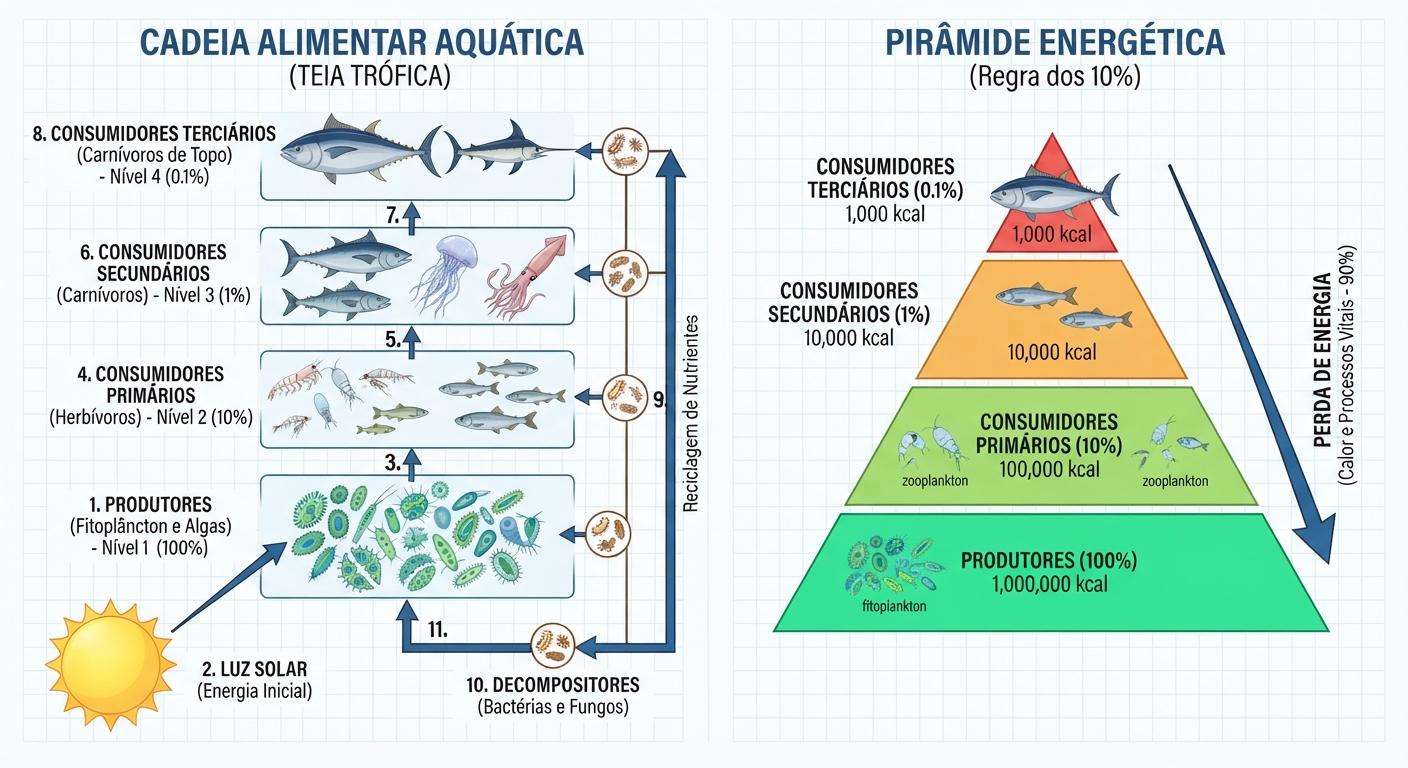 CADEIA ALIMENTAR AQUÁTICA
(TEIA TRÓFICA)
8. CONSUMIDORES TERCIÁRIOS
(Carnívoros de Topo)
- Nível 4 (0.1%)
7.
6. CONSUMIDORES
SECUNDÁRIOS
(Carnívoros) - Nível 3 (1%)
5.
4. CONSUMIDORES
PRIMÁRIOS
(Herbívoros) - Nível 2 (10%)
3.
1. PRODUTORES
(Fitoplâncton e Algas)
- Nível 1 (100%)
2. LUZ SOLAR
(Energia Inicial)
9.
Reciclagem de Nutrientes
11.
10. DECOMPOSITORES
(Bactérias e Fungos)
PIRÂMIDE ENERGÉTICA
(Regra dos 10%)
CONSUMIDORES
TERCIÁRIOS (0.1%)
1,000 kcal
1,000 kcal
CONSUMIDORES
SECUNDÁRIOS (1%)
10,000 kcal
10,000 kcal
CONSUMIDORES
PRIMÁRIOS (10%)
100,000 kcal
zooplankton
zooplankton
PRODUTORES (100%)
1,000,000 kcal
fitoplankton
PERDA DE ENERGIA
(Calor e Processos Vitais - 90%)